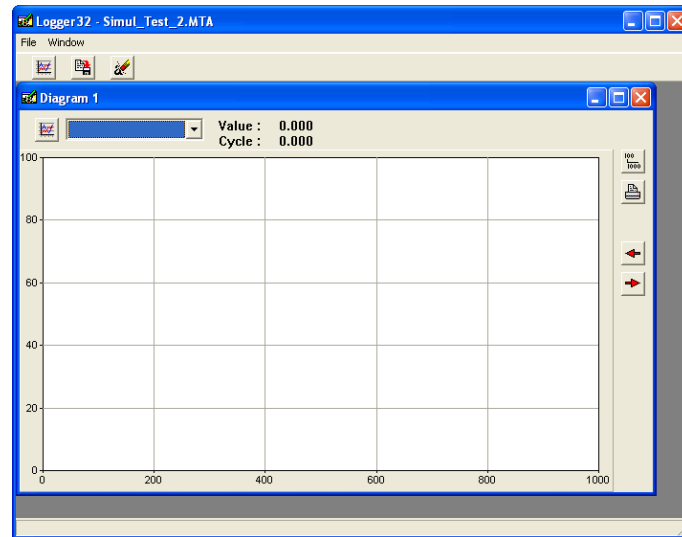 Logger32 - Simul_Test_2.MTA
File Window
Diagram 1
Value : 0.000
Cycle : 0.000
100
1000
100
80
60
40
20
0
0 200 400 600 800 1000